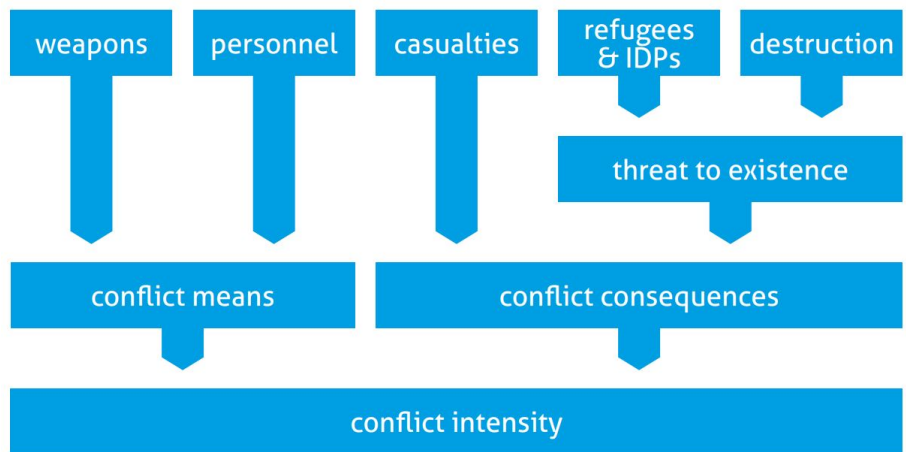 weapons
personnel
casualties
refugees
& IDPs
destruction
threat to existence
conflict means
conflict consequences
conflict intensity